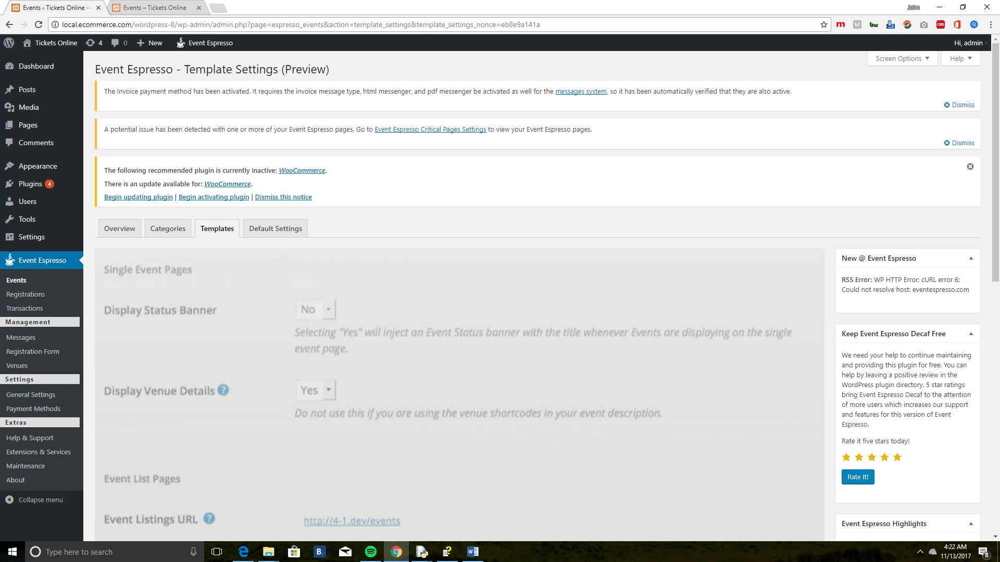 Events ‹ Tickets Online —
Events – Tickets Online
John
local.ecommerce.com/wordpress-8/wp-admin/admin.php?page=espresso_events&action=template_settings&template_settings_nonce=eb8e9a141a
Tickets Online
4
0
New
Event Espresso
Hi, admin
Dashboard
Posts
Media
Pages
Comments
Appearance
Plugins 4
Users
Tools
Settings
Event Espresso
Events
Registrations
Transactions
Management
Messages
Registration Form
Venues
Settings
General Settings
Payment Methods
Extras
Help & Support
Extensions & Services
Maintenance
About
Collapse menu
Screen Options
Help
Event Espresso - Template Settings (Preview)
The Invoice payment method has been activated. It requires the invoice message type, html messenger, and pdf messenger be activated as well for the messages system, so it has been automatically verified that they are also active.
Dismiss
A potential issue has been detected with one or more of your Event Espresso pages. Go to Event Espresso Critical Pages Settings to view your Event Espresso pages.
Dismiss
The following recommended plugin is currently inactive: WooCommerce.
There is an update available for: WooCommerce.
Begin updating plugin | Begin activating plugin | Dismiss this notice
Overview
Categories
Templates
Default Settings
Single Event Pages
Display Status Banner
No
Selecting "Yes" will inject an Event Status banner with the title whenever Events are displaying on the single
event page.
Display Venue Details ?
Yes
Do not use this if you are using the venue shortcodes in your event description.
Event List Pages
Event Listings URL ?
http://4-1.dev/events
New @ Event Espresso
RSS Error: WP HTTP Error: cURL error 6:
Could not resolve host: eventespresso.com
Keep Event Espresso Decaf Free
We need your help to continue maintaining
and providing this plugin for free. You can
help by leaving a positive review in the
WordPress plugin directory. 5 star ratings
bring Event Espresso Decaf to the attention
of more users which increases our support
and features for this version of Event
Espresso.
Rate it five stars today!
Rate It!
Event Espresso Highlights
Type here to search
4:22 AM
11/13/2017
8